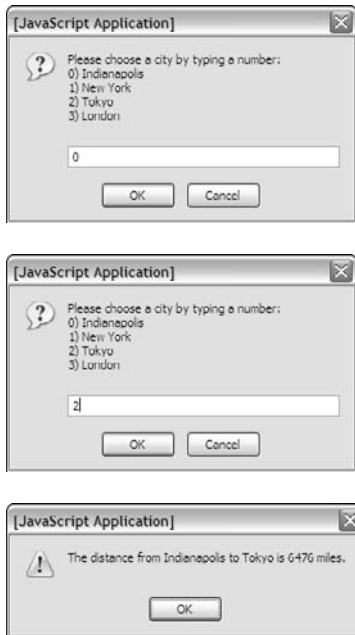 [JavaScript Application]
Please choose a city by typing a number:
0) Indianapolis
1) New York
2) Tokyo
3) London
0
OK Cancel
[JavaScript Application]
Please choose a city by typing a number:
0) Indianapolis
1) New York
2) Tokyo
3) London
2
OK Cancel
[JavaScript Application]
The distance from Indianapolis to Tokyo is 6476 miles.
OK